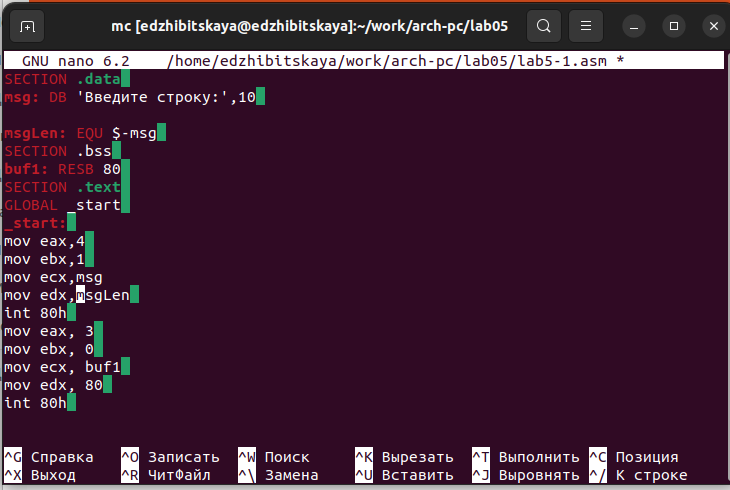 mc [edzhibitskaya@edzhibitskaya]:~/work/arch-pc/lab05
GNU nano 6.2 /home/edzhibitskaya/work/arch-pc/lab05/lab5-1.asm *
SECTION .data
msg: DB 'Введите строку:',10
msgLen: EQU $-msg
SECTION .bss
buf1: RESB 80
SECTION .text
GLOBAL _start
_start:
mov eax,4
mov ebx,1
mov ecx,msg
mov edx,msgLen
int 80h
mov eax, 3
mov ebx, 0
mov ecx, buf1
mov edx, 80
int 80h
^G Справка ^O Записать ^W Поиск ^K Вырезать ^T Выполнить ^C Позиция
^X Выход ^R ЧитФайл ^\ Замена ^U Вставить ^J Выровнять ^/ К строке